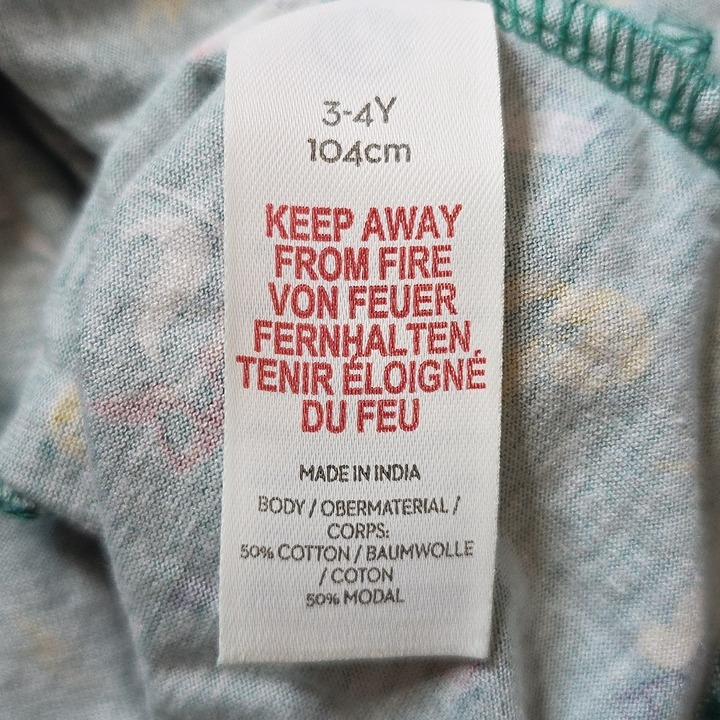 3-4Y
104cm
KEEP AWAY
FROM FIRE
VON FEUER
FERNHALTEN
TENIR ÉLOIGNÉ
DU FEU
MADE IN INDIA
BODY / OBERMATERIAL /
CORPS:
50% COTTON / BAUMWOLLE
/ COTON
50% MODAL